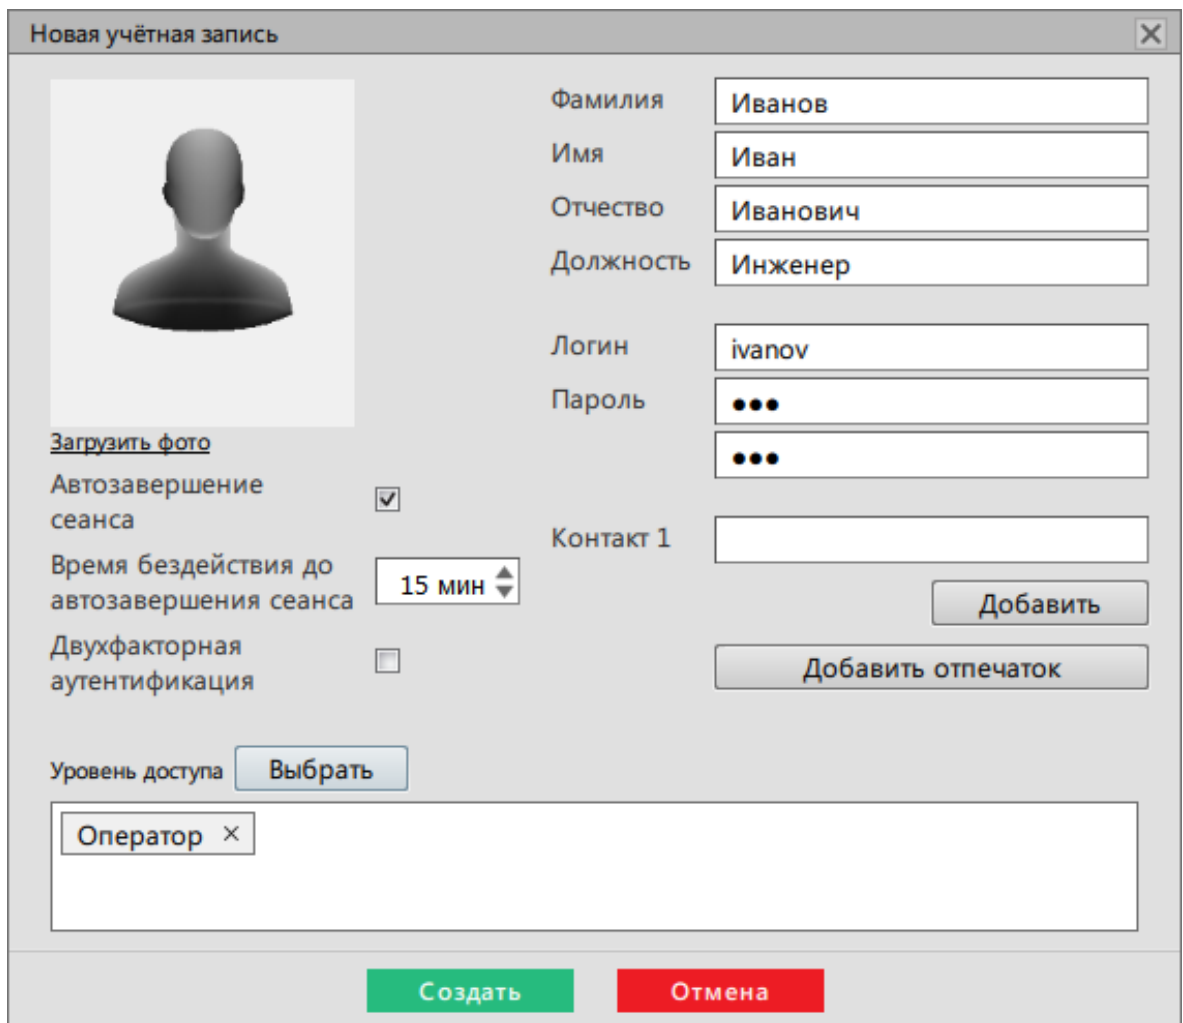 Новая учётная запись
Фамилия Иванов
Имя Иван
Отчество Иванович
Должность Инженер
Логин ivanov
Пароль ●●●
●●●
Загрузить фото
Автозавершение
сеанса
Время бездействия до
автозавершения сеанса 15 мин
Двухфакторная
аутентификация
Контакт 1
Добавить
Добавить отпечаток
Уровень доступа Выбрать
Оператор ×
Создать Отмена